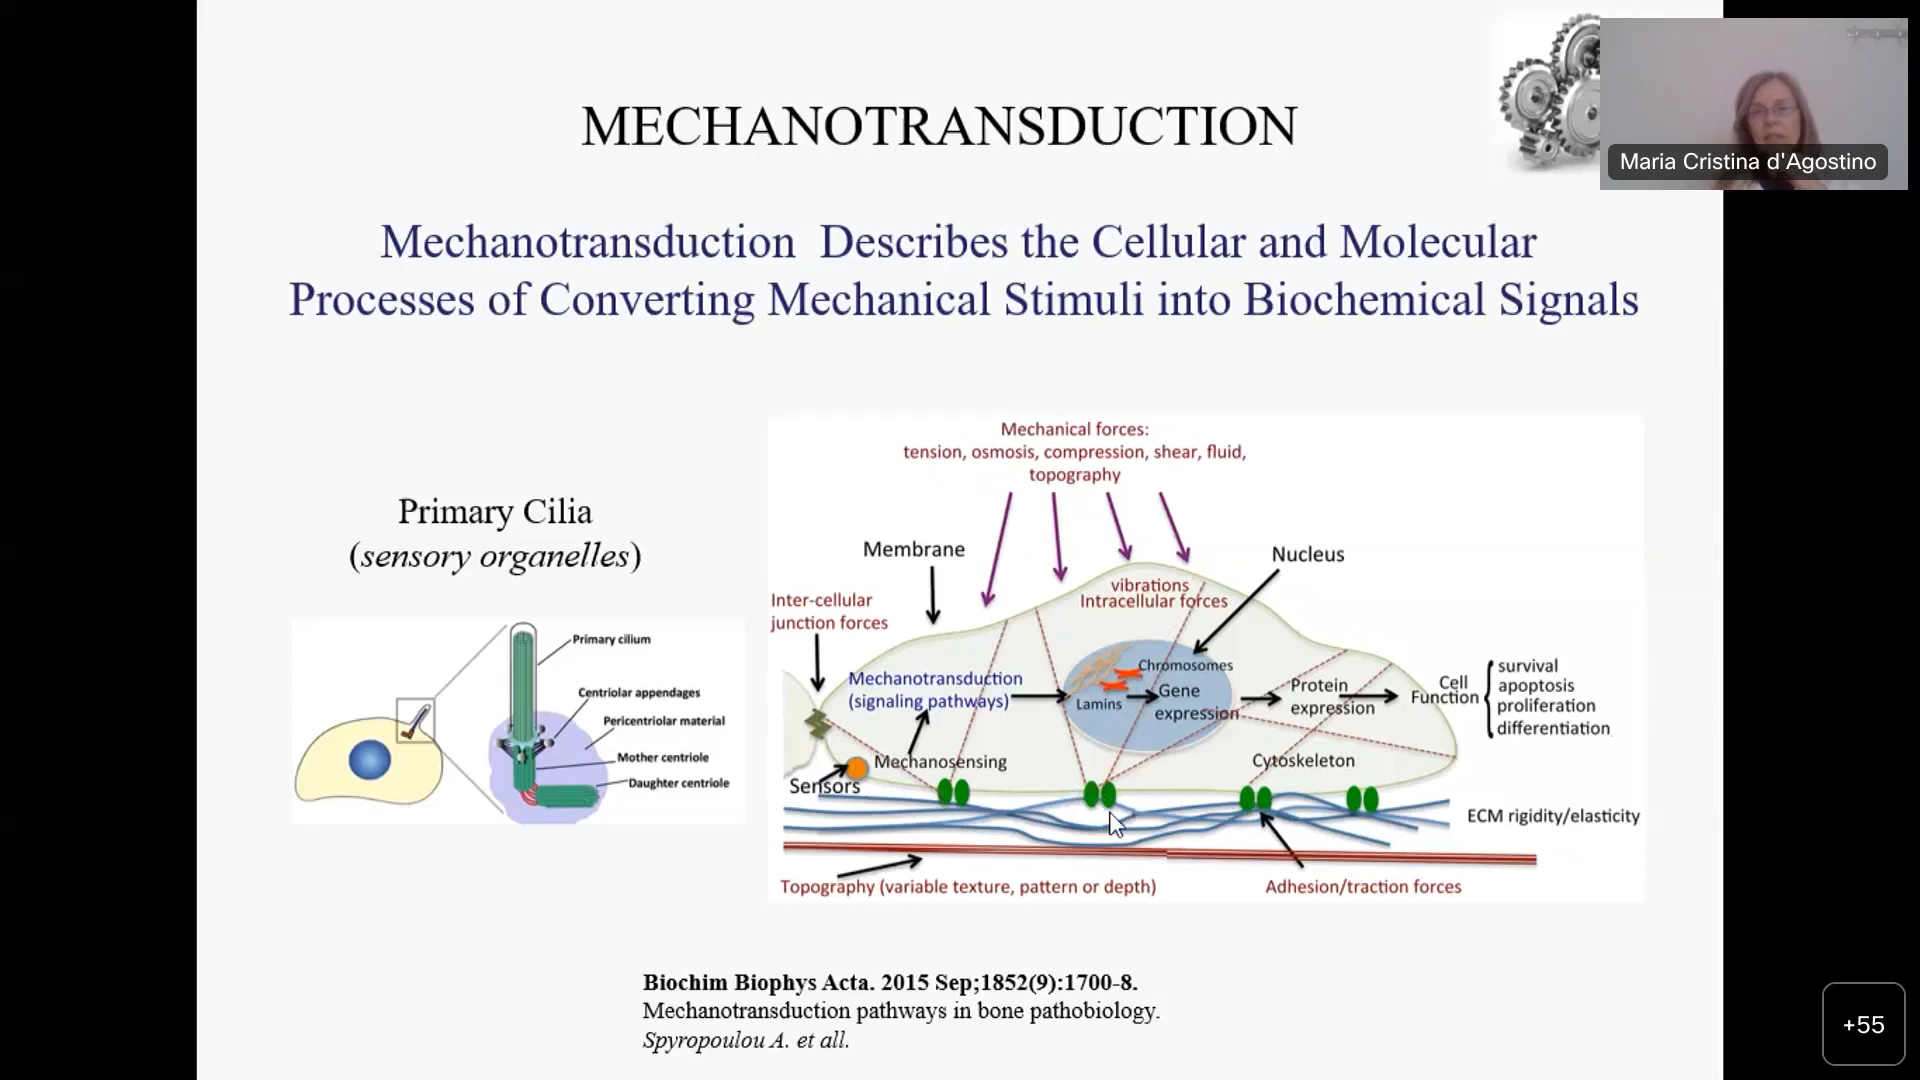 MECHANOTRANSDUCTION
Maria Cristina d'Agostino
Mechanotransduction Describes the Cellular and Molecular
Processes of Converting Mechanical Stimuli into Biochemical Signals
Primary Cilia
(sensory organelles)
Primary cilium
Centriolar appendages
Pericentriolar material
Mother centriole
Daughter centriole
Mechanical forces:
tension, osmosis, compression, shear, fluid,
topography
Membrane
Nucleus
Inter-cellular
junction forces
vibrations
Intracellular forces
Mechanotransduction
(signaling pathways)
Chromosomes
Lamins
Gene
expression
Protein
expression
Cell
Function
survival
apoptosis
proliferation
differentiation
Mechanosensing
Sensors
Cytoskeleton
ECM rigidity/elasticity
Topography (variable texture, pattern or depth)
Adhesion/traction forces
Biochim Biophys Acta. 2015 Sep;1852(9):1700-8.
Mechanotransduction pathways in bone pathobiology.
Spyropoulou A. et all.
+55